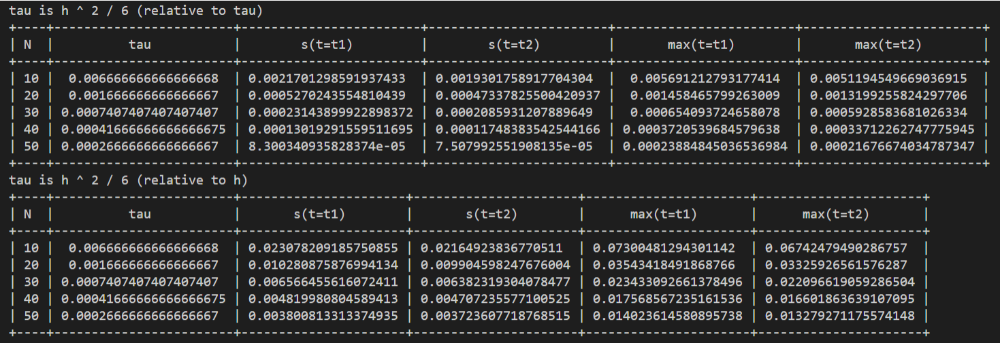 tau is h ^ 2 / 6 (relative to tau)
+----+------------------------+------------------------+------------------------+------------------------+------------------------+
| N  |          tau           |        s(t=t1)         |        s(t=t2)         |       max(t=t1)        |       max(t=t2)        |
+----+------------------------+------------------------+------------------------+------------------------+------------------------+
| 10 |  0.006666666666666668  | 0.0021701298591937433  | 0.0019301758917704304  |  0.005691212793177414  | 0.0051194549669036915  |
| 20 |  0.001666666666666667  | 0.0005270243554810439  | 0.00047337825500420937 |  0.001458465799263009  | 0.0013199255824297706  |
| 30 | 0.0007407407407407407  | 0.00023143899922898372 | 0.0002085931207889649  |  0.000654093724658078  | 0.0005928583681026334  |
| 40 | 0.00041666666666666675 | 0.00013019291559511695 | 0.00011748383542544166 | 0.0003720539684579638  | 0.00033712262747775945 |
| 50 | 0.0002666666666666667  | 8.300340935828374e-05  | 7.507992551908135e-05  | 0.00023884845036536984 | 0.00021676674034787347 |
+----+------------------------+------------------------+------------------------+------------------------+------------------------+
tau is h ^ 2 / 6 (relative to h)
+----+------------------------+----------------------+----------------------+----------------------+----------------------+
| N  |          tau           |       s(t=t1)        |       s(t=t2)        |      max(t=t1)       |      max(t=t2)       |
+----+------------------------+----------------------+----------------------+----------------------+----------------------+
| 10 |  0.006666666666666668  | 0.023078209185750855 | 0.02164923836770511  | 0.07300481294301142  | 0.06742479490286757  |
| 20 |  0.001666666666666667  | 0.010280875876994134 | 0.009904598247676004 | 0.03543418491868766  | 0.03325926561576287  |
| 30 | 0.0007407407407407407  | 0.006566455616072411 | 0.006382319304078477 | 0.023433092661378496 | 0.022096619059286504 |
| 40 | 0.00041666666666666675 | 0.004819980804589413 | 0.004707235577100525 | 0.017568567235161536 | 0.016601863639107095 |
| 50 | 0.0002666666666666667  | 0.003800813313374935 | 0.003723607718768515 | 0.014023614580895738 | 0.013279271175574148 |
+----+------------------------+----------------------+----------------------+----------------------+----------------------+